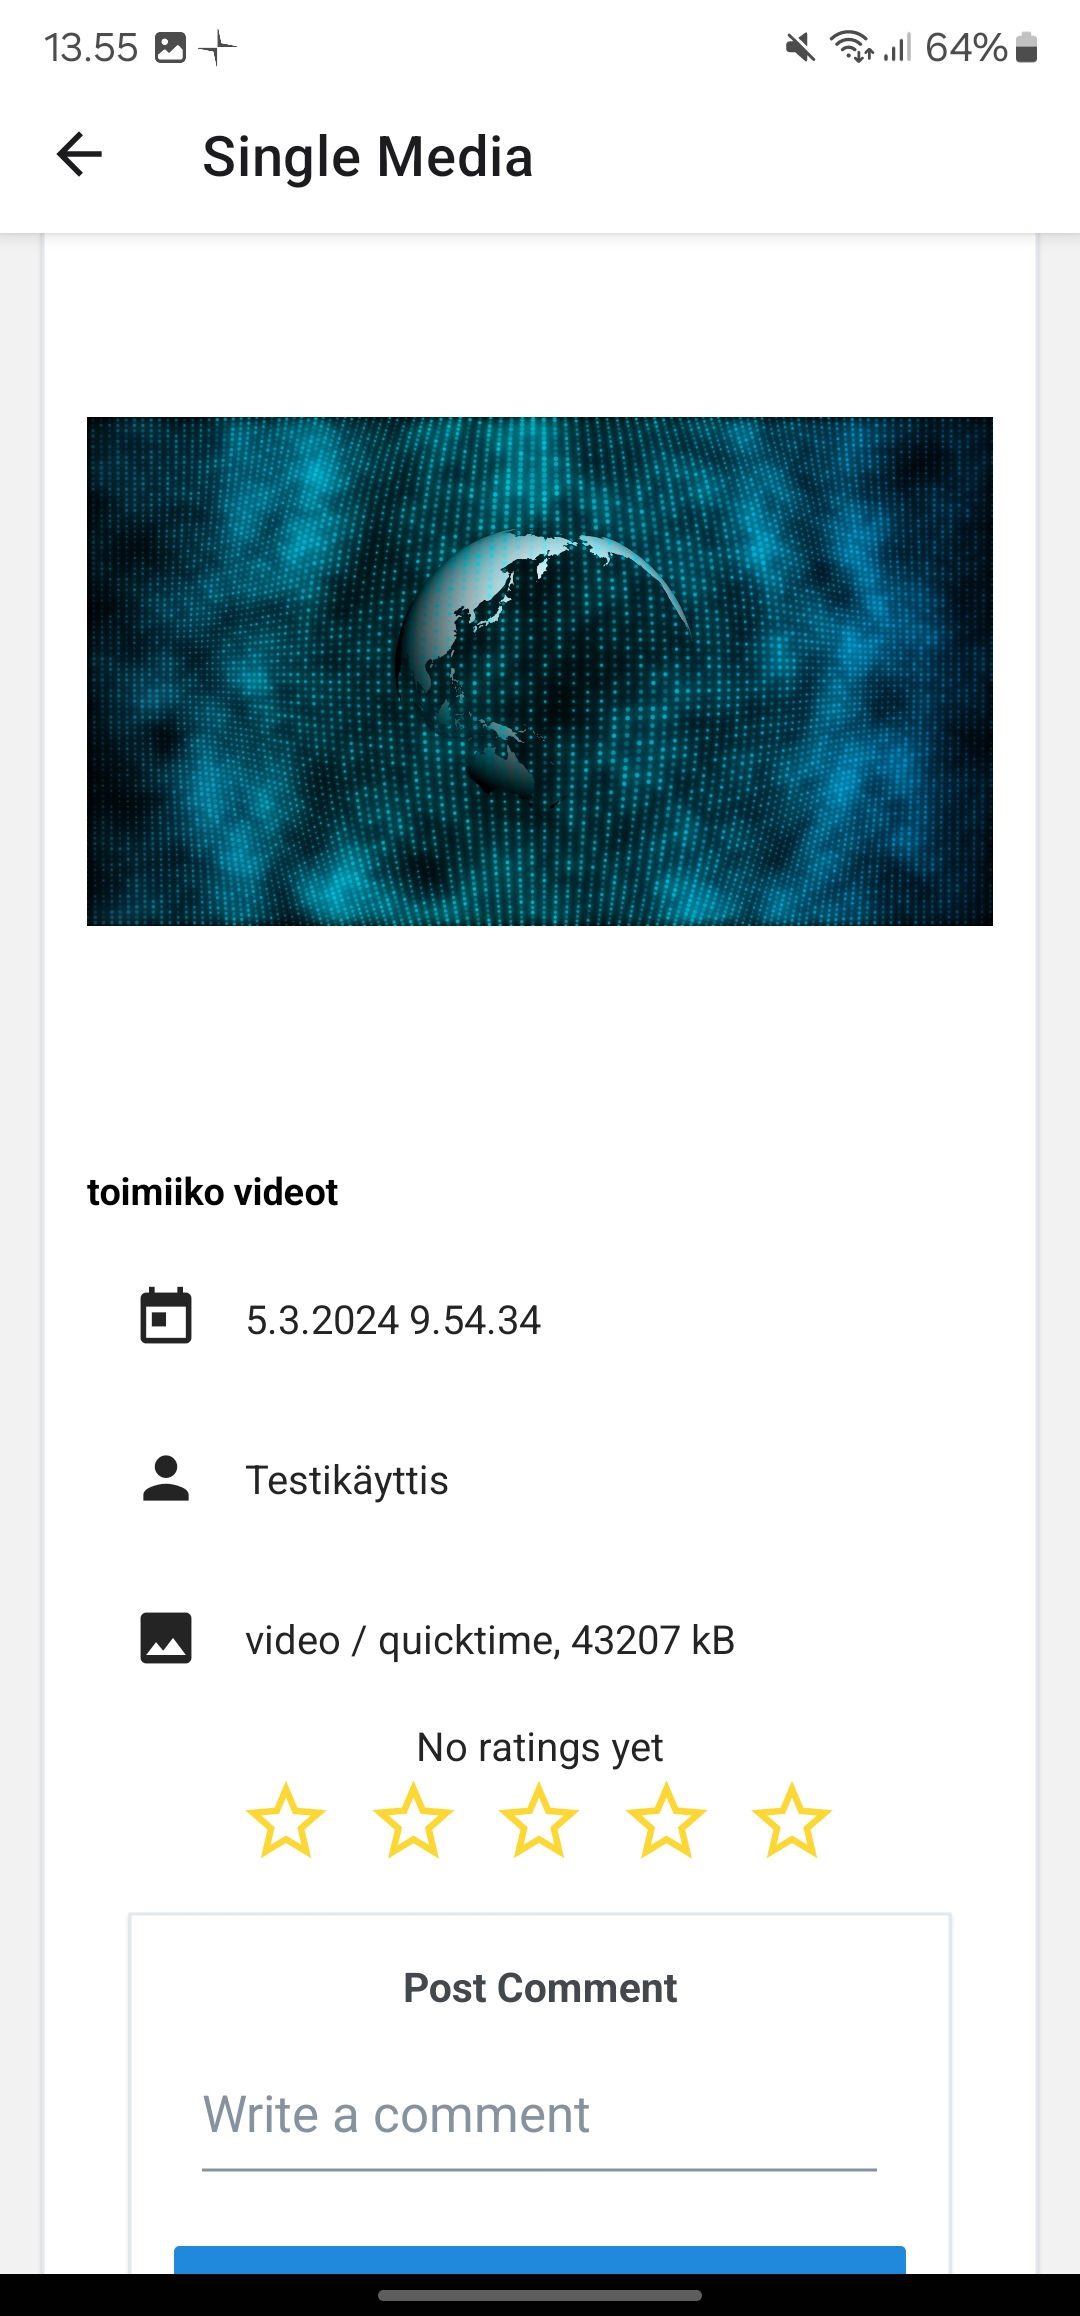 13.55
64%
Single Media
toimiiko videot
5.3.2024 9.54.34
Testikäyttis
video / quicktime, 43207 kB
No ratings yet
Post Comment
Write a comment